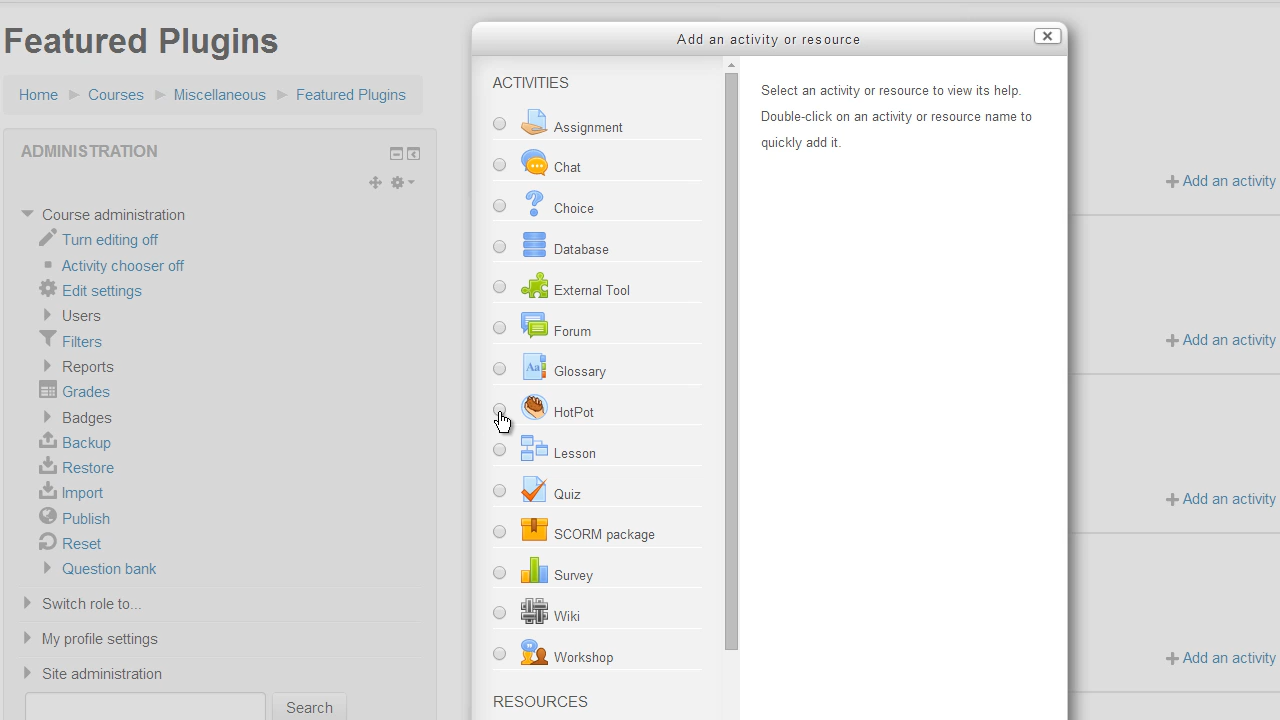 Featured Plugins
Home Courses Miscellaneous Featured Plugins
ADMINISTRATION
Course administration
Turn editing off
Activity chooser off
Edit settings
Users
Filters
Reports
Grades
Badges
Backup
Restore
Import
Publish
Reset
Question bank
Switch role to...
My profile settings
Site administration
Search
Add an activity or resource
ACTIVITIES
Assignment
Chat
Choice
Database
External Tool
Forum
Aa Glossary
HotPot
Lesson
Quiz
SCORM package
Survey
Wiki
Workshop
RESOURCES
Select an activity or resource to view its help.
Double-click on an activity or resource name to
quickly add it.
Add an activity
Add an activity
Add an activity
Add an activity